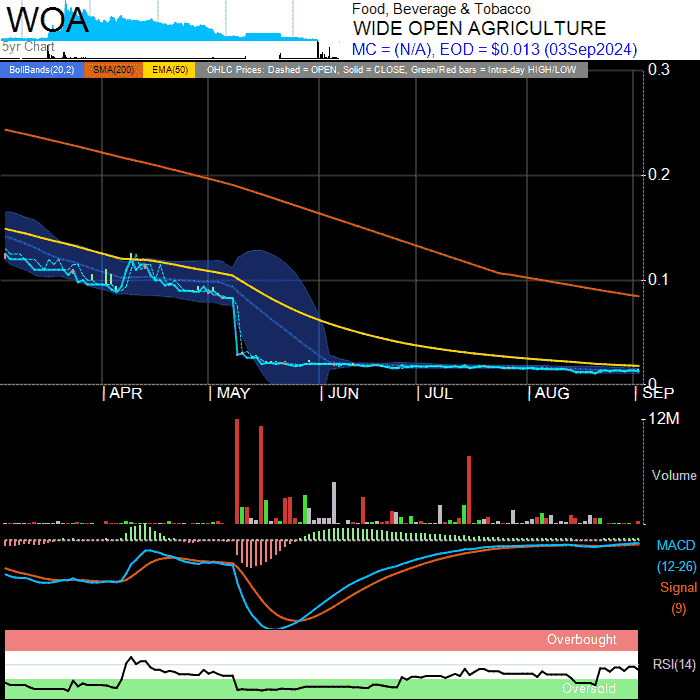 WOA
5yr Chart
Food, Beverage & Tobacco
WIDE OPEN AGRICULTURE
MC = (N/A), EOD = $0.013 (03Sep2024)
BollBands(20,2) SMA(200) EMA(50) OHLC Prices: Dashed = OPEN, Solid = CLOSE, Green/Red bars = Intra-day HIGH/LOW
0.3
0.2
0.1
0
APR MAY JUN JUL AUG SEP
12M
Volume
MACD
(12-26)
Signal
(9)
Overbought
RSI(14)
Oversold